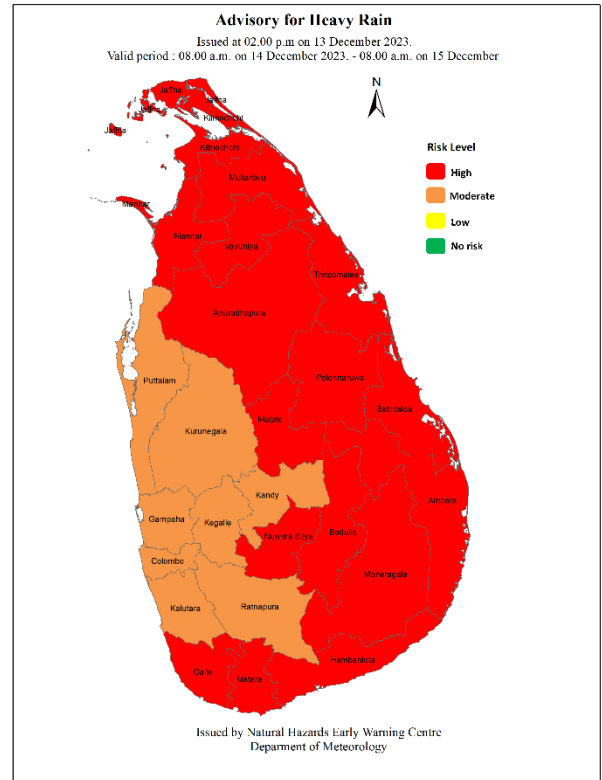 Advisory for Heavy Rain
Issued at 02.00 p.m on 13 December 2023.
Valid period : 08.00 a.m. on 14 December 2023. - 08.00 a.m. on 15 December
N
Risk Level
High
Moderate
Low
No risk
Jaffna
Jaffna
Jaffna
Jaffna
Kilinochchi
Kilinochchi
Mullaittivu
Mannar
Mannar
Vavuniya
Trincomalee
Anuradhapura
Puttalam
Polonnaruwa
Batticaloa
Matale
Kurunegala
Kandy
Ampara
Gampaha
Kegalle
Nuwara Eliya
Badulla
Colombo
Moneragala
Kalutara
Ratnapura
Hambantota
Galle
Matara
Issued by Natural Hazards Early Warning Centre
Deparment of Meteorology